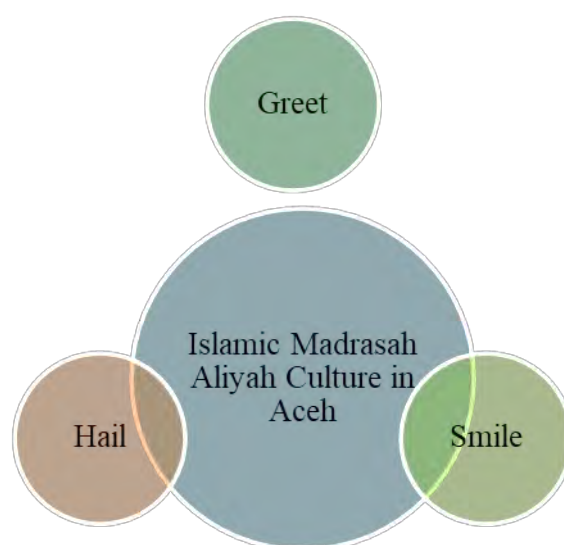 Greet
Islamic Madrasah
Aliyah Culture in
Aceh
Hail
Smile